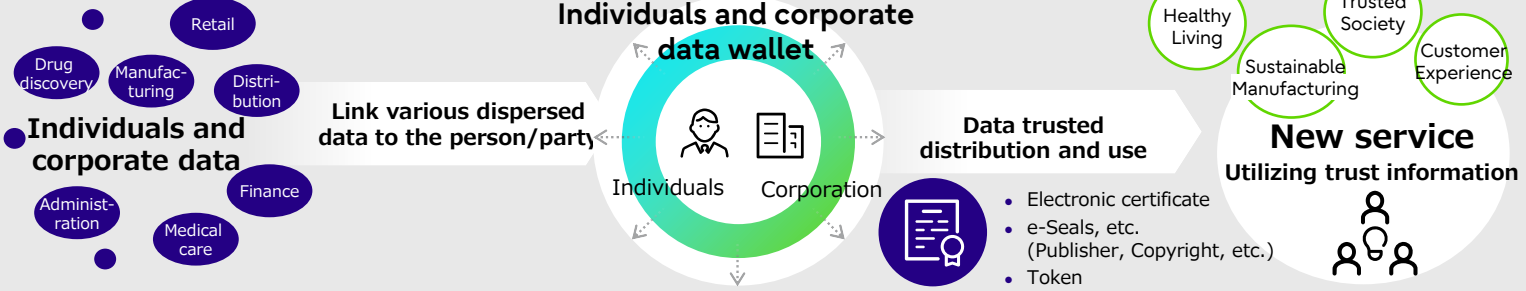 Retail
Drug
discovery
Manufac-
turing
Distri-
bution
Individuals and
corporate data
Finance
Administ-
ration
Medical
care
Link various dispersed
data to the person/party
Individuals and corporate
data wallet
Individuals
Corporation
Data trusted
distribution and use
• Electronic certificate
• e-Seals, etc.
(Publisher, Copyright, etc.)
• Token
Healthy
Living
Trusted
Society
Sustainable
Manufacturing
Customer
Experience
New service
Utilizing trust information